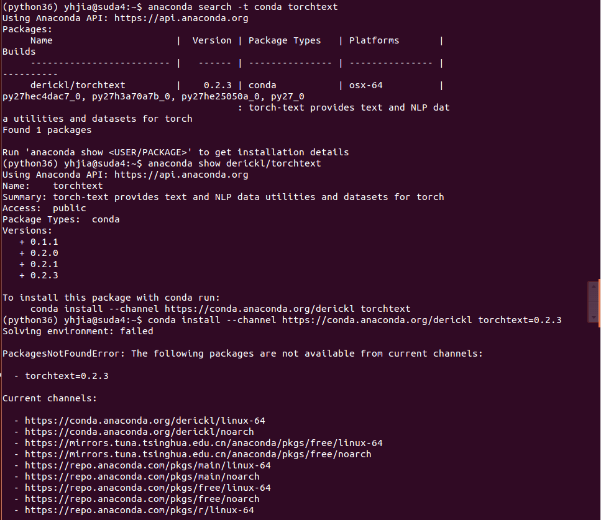 (python36) yhjia@suda4:~$ anaconda search -t conda torchtext
Using Anaconda API: https://api.anaconda.org
Packages:
     Name                      |  Version | Package Types   | Platforms       |
Builds
     ------------------------- |   ------ | --------------- | --------------- |
----------
     derickl/torchtext         |    0.2.3 | conda           | osx-64          |
py27hec4dac7_0, py27h3a70a7b_0, py27he25050a_0, py27_0
                                          : torch-text provides text and NLP dat
a utilities and datasets for torch
Found 1 packages

Run 'anaconda show <USER/PACKAGE>' to get installation details
(python36) yhjia@suda4:~$ anaconda show derickl/torchtext
Using Anaconda API: https://api.anaconda.org
Name:    torchtext
Summary: torch-text provides text and NLP data utilities and datasets for torch
Access:  public
Package Types:  conda
Versions:
   + 0.1.1
   + 0.2.0
   + 0.2.1
   + 0.2.3

To install this package with conda run:
     conda install --channel https://conda.anaconda.org/derickl torchtext
(python36) yhjia@suda4:~$ conda install --channel https://conda.anaconda.org/derickl torchtext=0.2.3
Solving environment: failed

PackagesNotFoundError: The following packages are not available from current channels:

  - torchtext=0.2.3

Current channels:

  - https://conda.anaconda.org/derickl/linux-64
  - https://conda.anaconda.org/derickl/noarch
  - https://mirrors.tuna.tsinghua.edu.cn/anaconda/pkgs/free/linux-64
  - https://mirrors.tuna.tsinghua.edu.cn/anaconda/pkgs/free/noarch
  - https://repo.anaconda.com/pkgs/main/linux-64
  - https://repo.anaconda.com/pkgs/main/noarch
  - https://repo.anaconda.com/pkgs/free/linux-64
  - https://repo.anaconda.com/pkgs/free/noarch
  - https://repo.anaconda.com/pkgs/r/linux-64